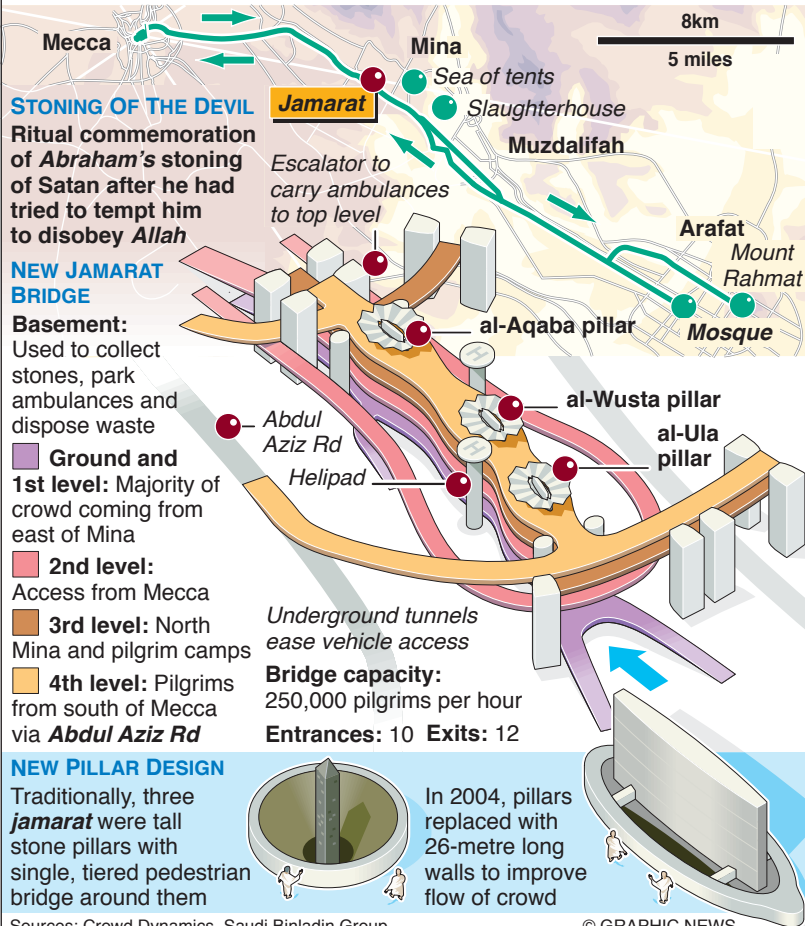 8km
5 miles
Mecca
Mina
Sea of tents
Jamarat
Slaughterhouse
Muzdalifah
Arafat
Mount
Rahmat
Mosque
STONING OF THE DEVIL
Ritual commemoration
of Abraham's stoning
of Satan after he had
tried to tempt him
to disobey Allah
Escalator to
carry ambulances
to top level
NEW JAMARAT
BRIDGE
Basement:
Used to collect
stones, park
ambulances and
dispose waste
Ground and
1st level: Majority of
crowd coming from
east of Mina
2nd level:
Access from Mecca
3rd level: North
Mina and pilgrim camps
4th level: Pilgrims
from south of Mecca
via Abdul Aziz Rd
al-Aqaba pillar
H
al-Wusta pillar
al-Ula
pillar
Abdul
Aziz Rd
H
Helipad
Underground tunnels
ease vehicle access
Bridge capacity:
250,000 pilgrims per hour
Entrances: 10 Exits: 12
NEW PILLAR DESIGN
Traditionally, three
jamarat were tall
stone pillars with
single, tiered pedestrian
bridge around them
In 2004, pillars
replaced with
26-metre long
walls to improve
flow of crowd
Sources: Crowd Dynamics, Saudi Binladin Group
© GRAPHIC NEWS